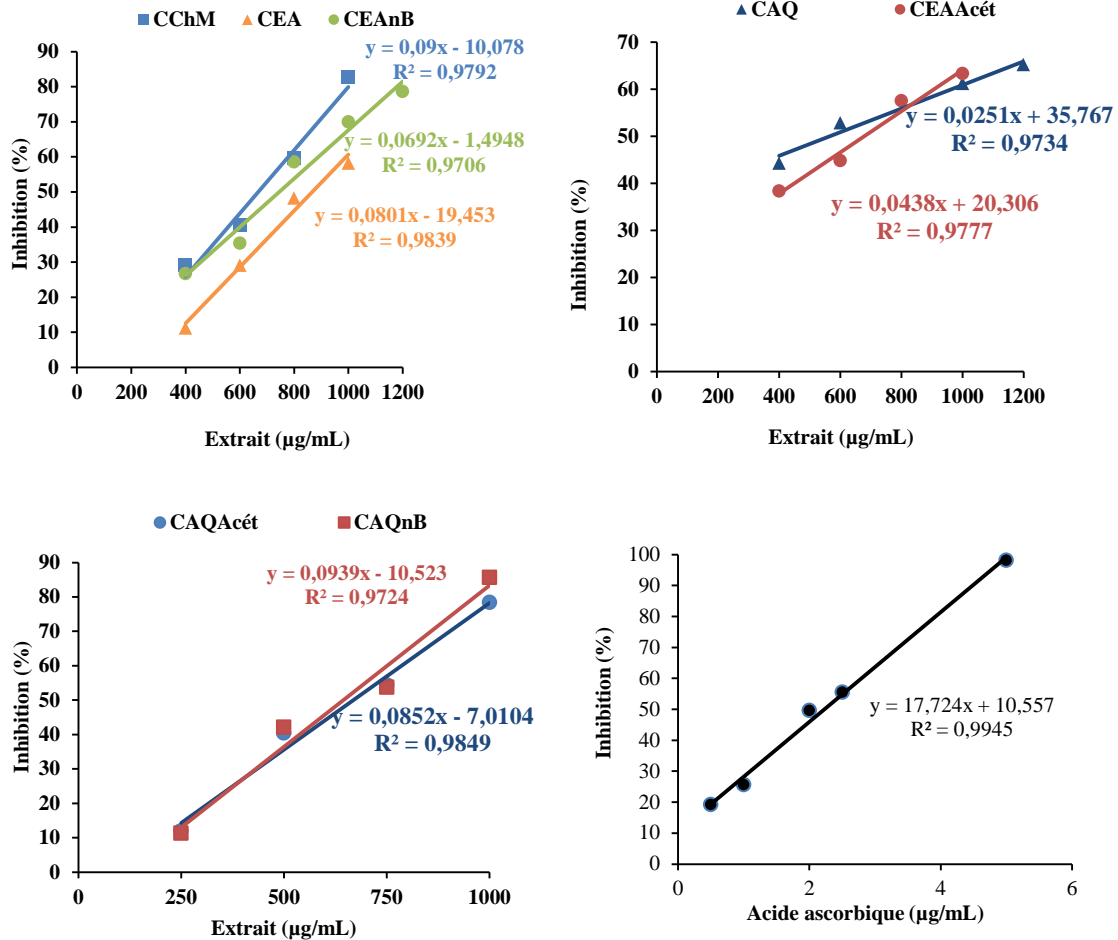 CChM CEA CEAnB
90
80
70
60
50
40
30
20
10
0
Inhibition (%)
y = 0,09x - 10,078
R² = 0,9792
y = 0,0692x - 1,4948
R² = 0,9706
y = 0,0801x - 19,453
R² = 0,9839
0 200 400 600 800 1000 1200
Extrait (µg/mL)
CAQ CEAAcét
70
60
50
40
30
20
10
0
Inhibition (%)
y = 0,0251x + 35,767
R² = 0,9734
y = 0,0438x + 20,306
R² = 0,9777
0 200 400 600 800 1000 1200
Extrait (µg/mL)
CAQAcét CAQnB
90
80
70
60
50
40
30
20
10
0
Inhibition (%)
y = 0,0939x - 10,523
R² = 0,9724
y = 0,0852x - 7,0104
R² = 0,9849
0 250 500 750 1000
Extrait (µg/mL)
100
90
80
70
60
50
40
30
20
10
0
Inhibition (%)
y = 17,724x + 10,557
R² = 0,9945
0 2 4 6
Acide ascorbique (µg/mL)